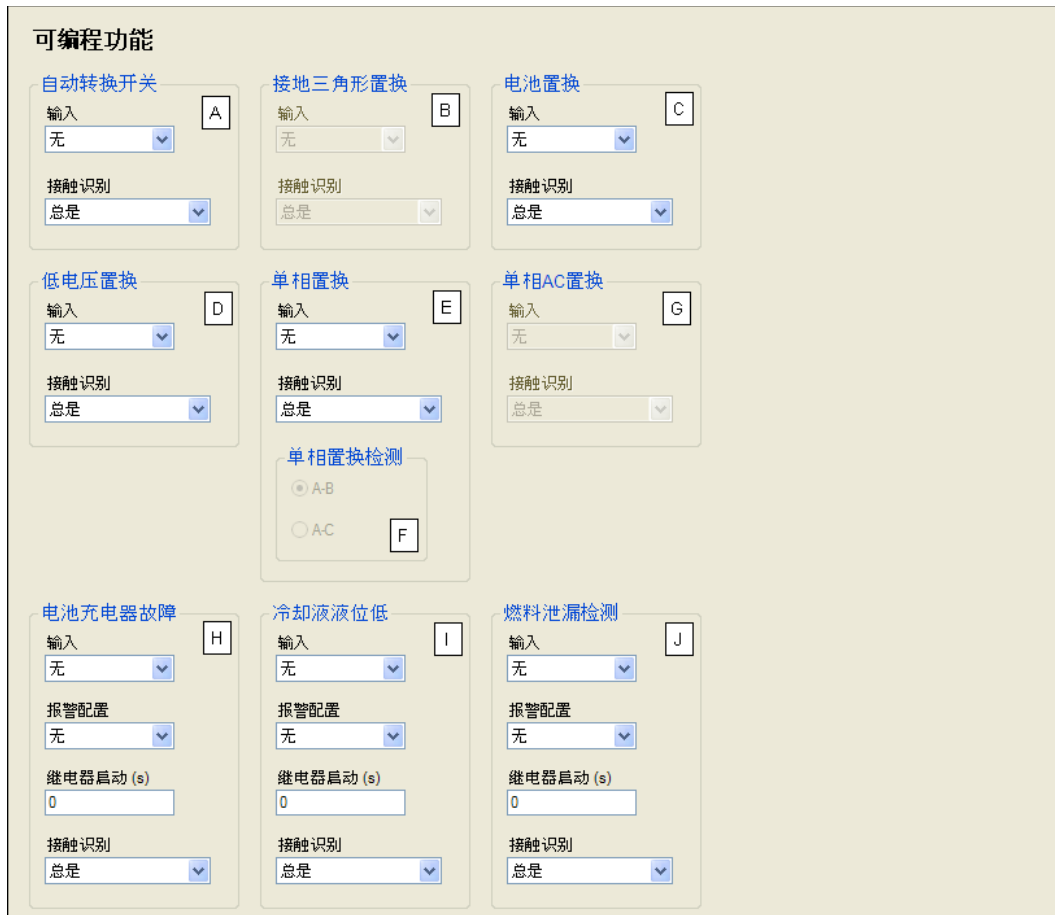 可编程功能
自动转换开关
A
输入
无
接触识别
总是
接地三角形置换
B
输入
无
接触识别
总是
电池置换
C
输入
无
接触识别
总是
低电压置换
D
输入
无
接触识别
总是
单相置换
E
输入
无
接触识别
总是
单相置换检测
A-B
A-C
F
单相AC置换
G
输入
无
接触识别
总是
电池充电器故障
H
输入
无
报警配置
无
继电器启动 (s)
0
接触识别
总是
冷却液液位低
I
输入
无
报警配置
无
继电器启动 (s)
0
接触识别
总是
燃料泄漏检测
J
输入
无
报警配置
无
继电器启动 (s)
0
接触识别
总是